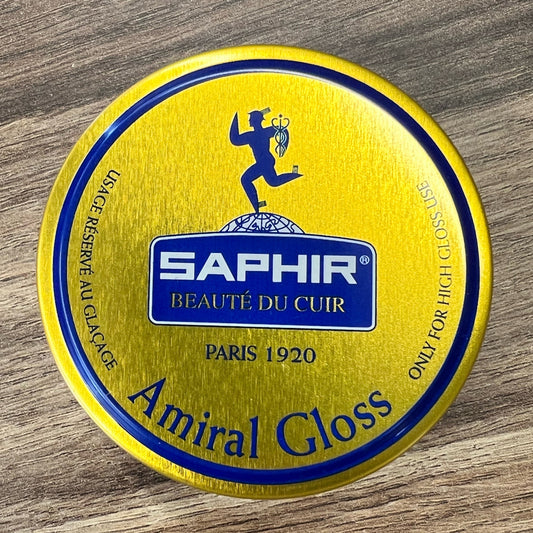 SAPHIR®
BEAUTÉ DU CUIR
PARIS 1920
Amiral Gloss
USAGE RÉSERVÉ AU GLAÇAGE
ONLY FOR HIGH GLOSS USE